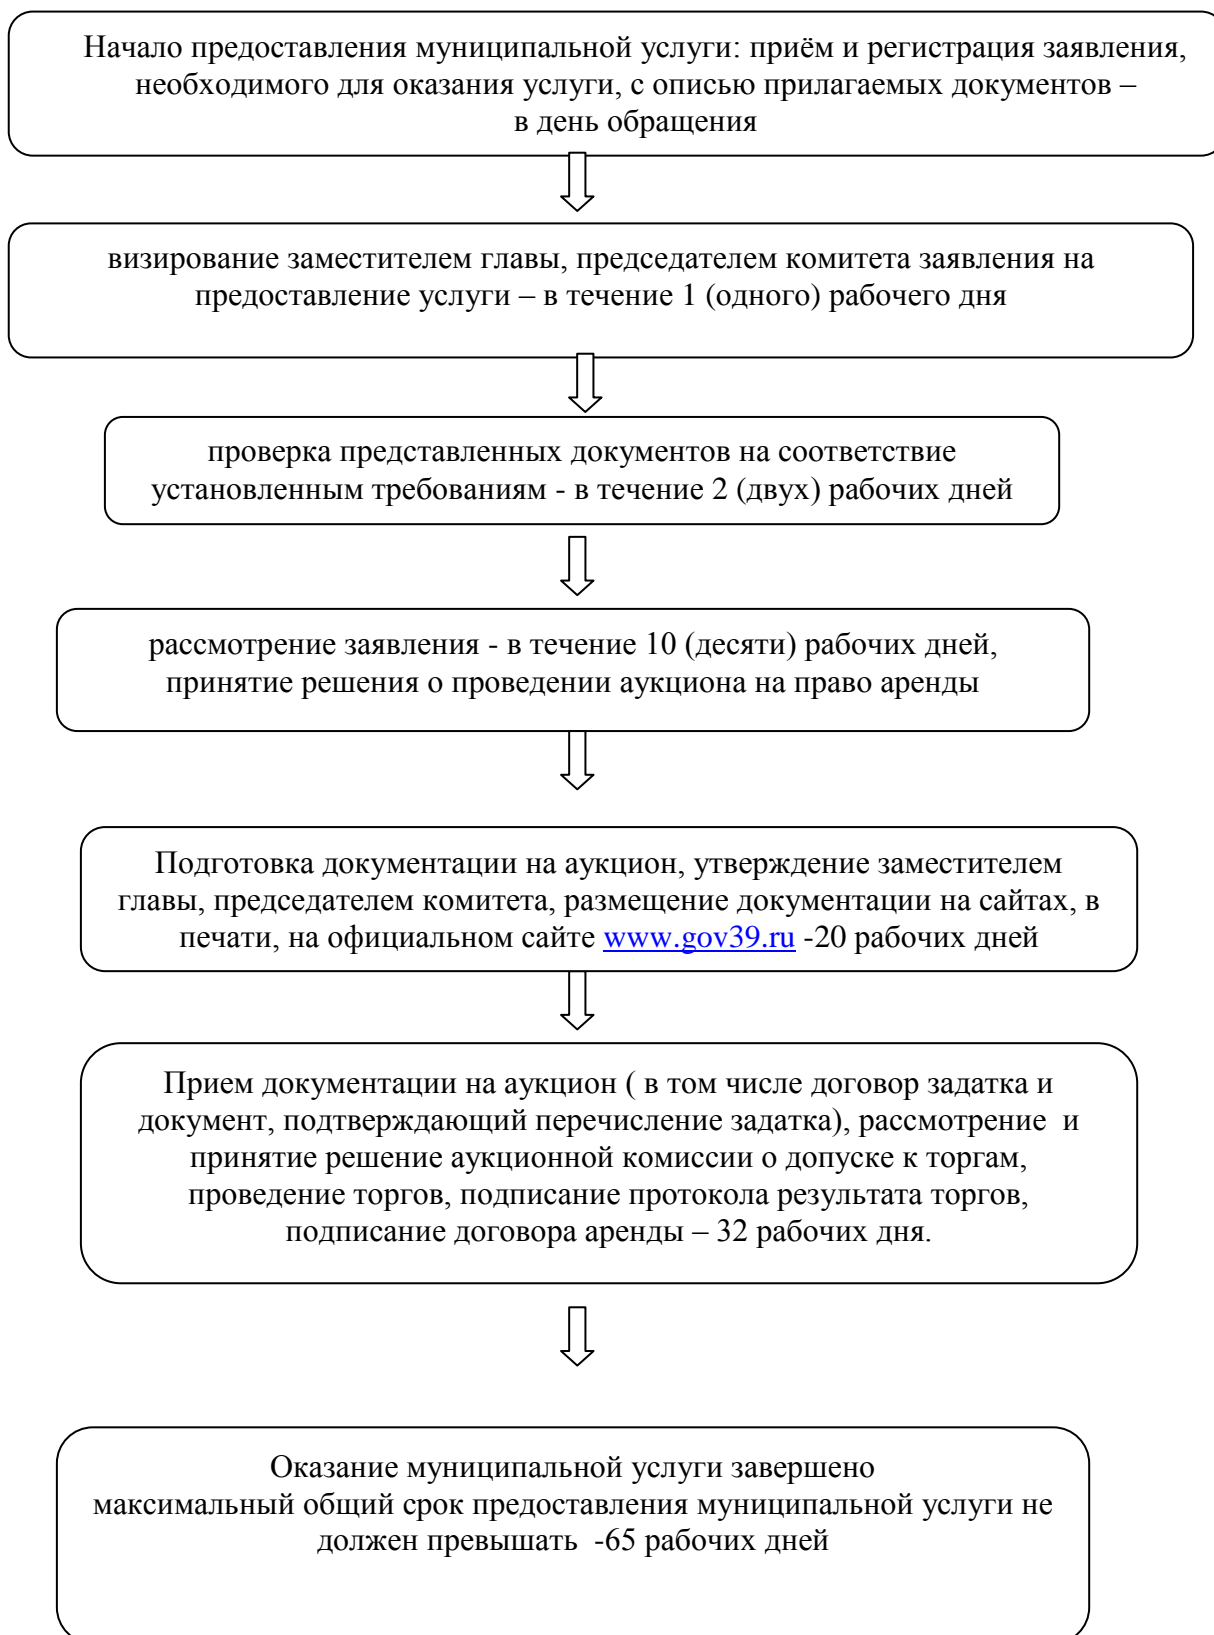 Начало предоставления муниципальной услуги: приём и регистрация заявления,
необходимого для оказания услуги, с описью прилагаемых документов –
в день обращения
визирование заместителем главы, председателем комитета заявления на
предоставление услуги – в течение 1 (одного) рабочего дня
проверка представленных документов на соответствие
установленным требованиям - в течение 2 (двух) рабочих дней
рассмотрение заявления - в течение 10 (десяти) рабочих дней,
принятие решения о проведении аукциона на право аренды
Подготовка документации на аукцион, утверждение заместителем
главы, председателем комитета, размещение документации на сайтах, в
печати, на официальном сайте www.gov39.ru -20 рабочих дней
Прием документации на аукцион ( в том числе договор задатка и
документ, подтверждающий перечисление задатка), рассмотрение  и
принятие решение аукционной комиссии о допуске к торгам,
проведение торгов, подписание протокола результата торгов,
подписание договора аренды – 32 рабочих дня.
Оказание муниципальной услуги завершено
максимальный общий срок предоставления муниципальной услуги не
должен превышать  -65 рабочих дней